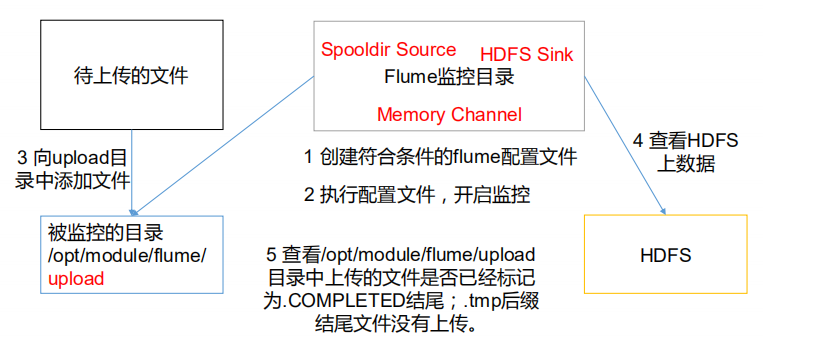 待上传的文件
Spooldir Source
HDFS Sink
Flume监控目录
Memory Channel
3 向upload目
录中添加文件
1 创建符合条件的flume配置文件
2 执行配置文件，开启监控
4 查看HDFS
上数据
被监控的目录
/opt/module/flume/
upload
5 查看/opt/module/flume/upload
目录中上传的文件是否已经标记
为.COMPLETED结尾；.tmp后缀
结尾文件没有上传。
HDFS